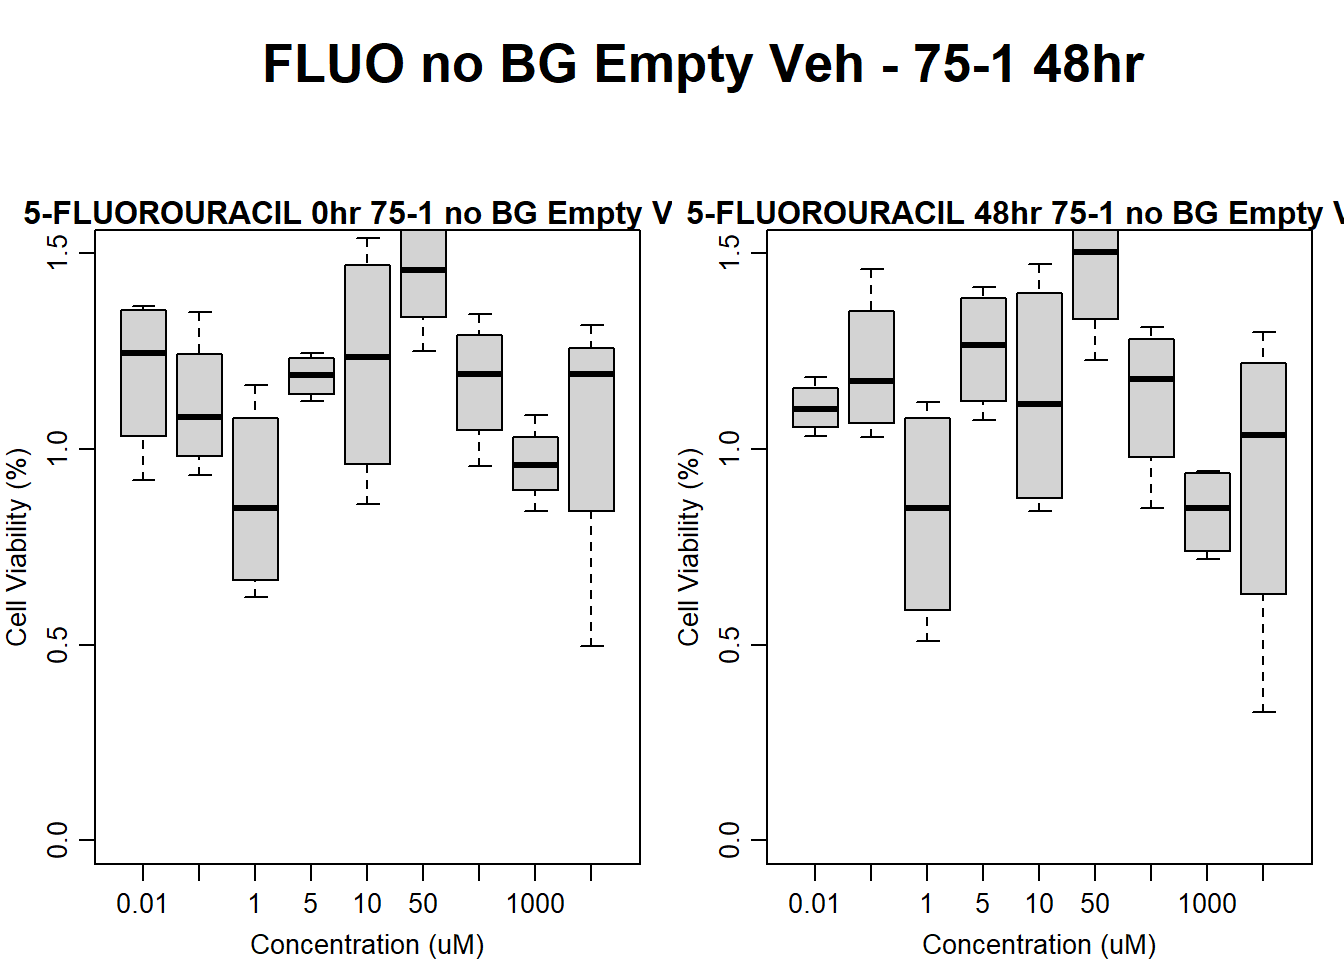 FLUO no BG Empty Veh - 75-1 48hr
5-FLUOROURACIL 0hr 75-1 no BG Empty V
5-FLUOROURACIL 48hr 75-1 no BG Empty V
Cell Viability (%)
1.5
1.0
0.5
0.0
0.01 1 5 10 50 1000
Concentration (uM)
Cell Viability (%)
1.5
1.0
0.5
0.0
0.01 1 5 10 50 1000
Concentration (uM)